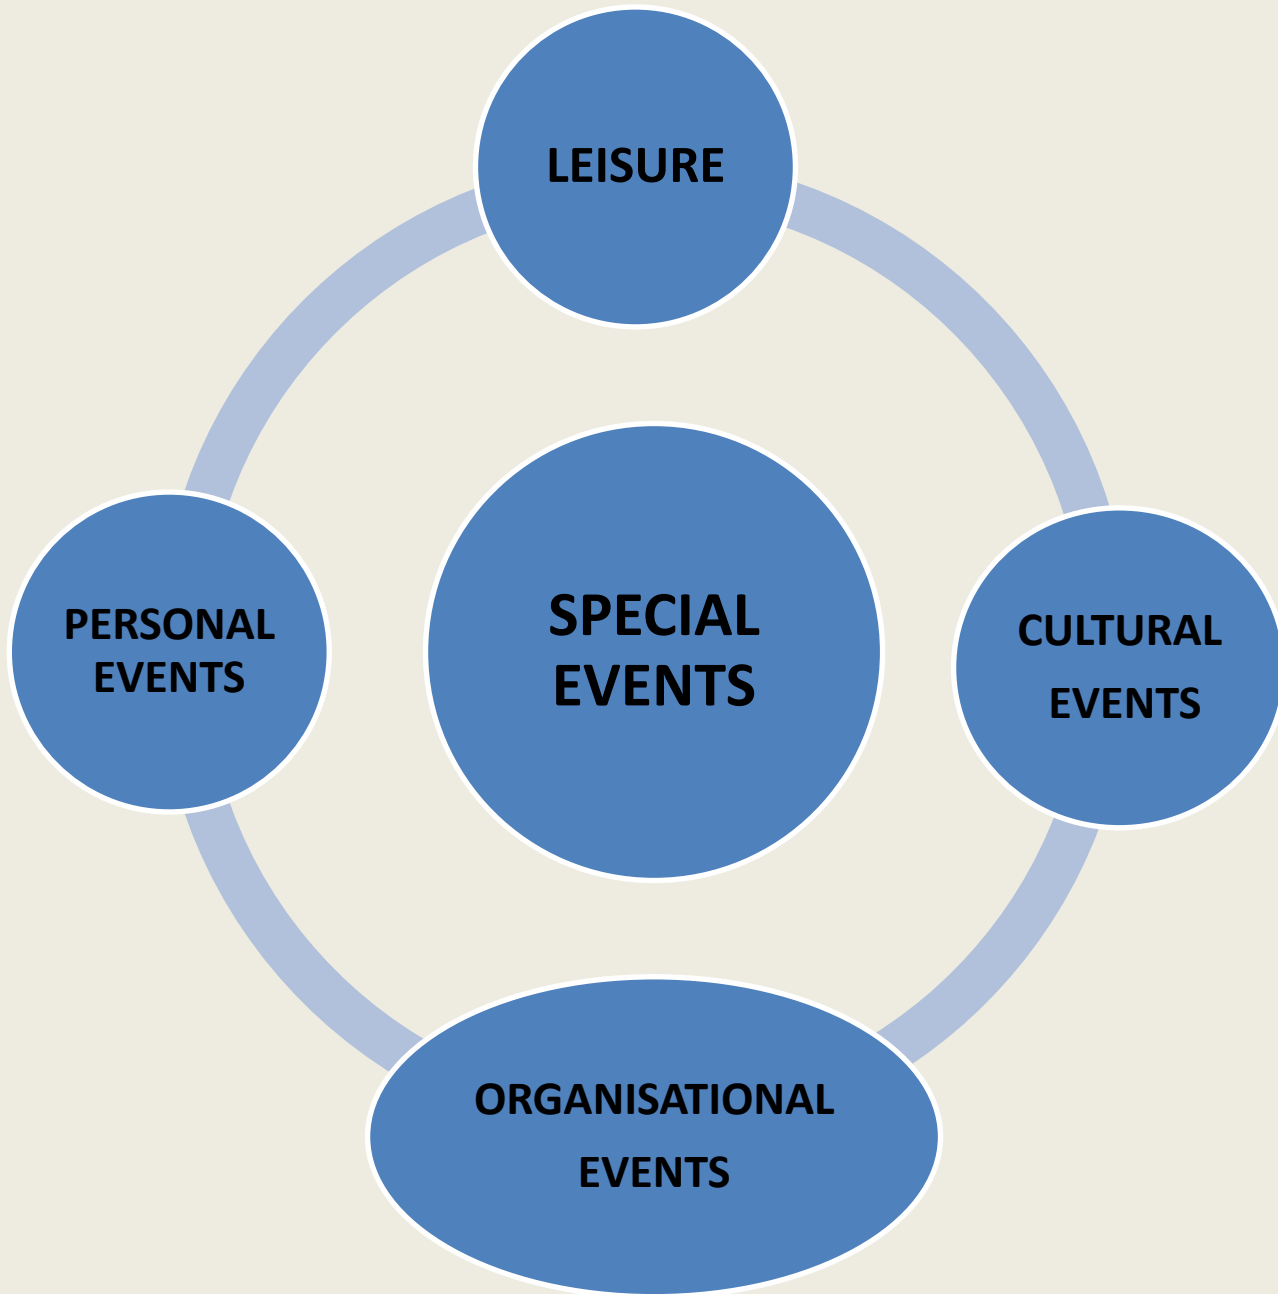 LEISURE
SPECIAL
EVENTS
PERSONAL
EVENTS
CULTURAL
EVENTS
ORGANISATIONAL
EVENTS